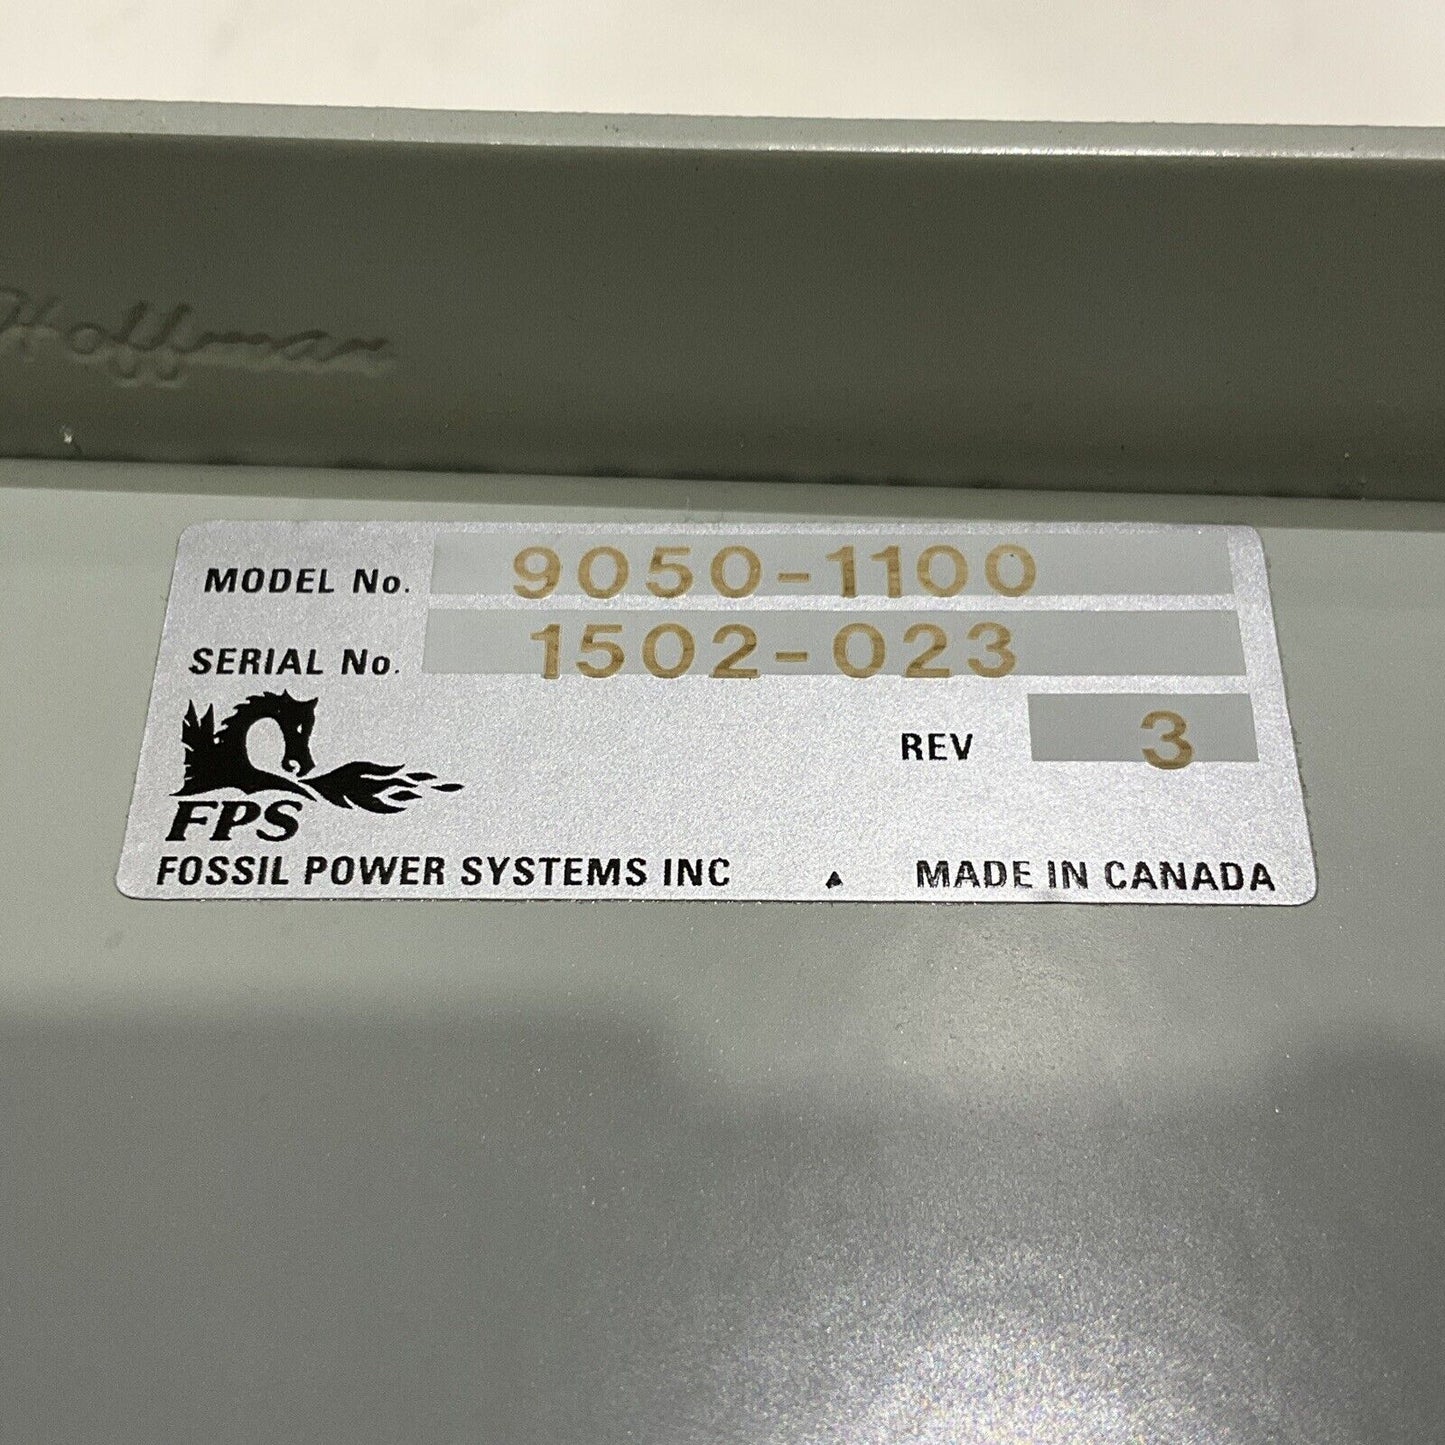 Hoffman
MODEL No. 9050-1100
SERIAL No. 1502-023
REV 3
FPS
FOSSIL POWER SYSTEMS INC MADE IN CANADA